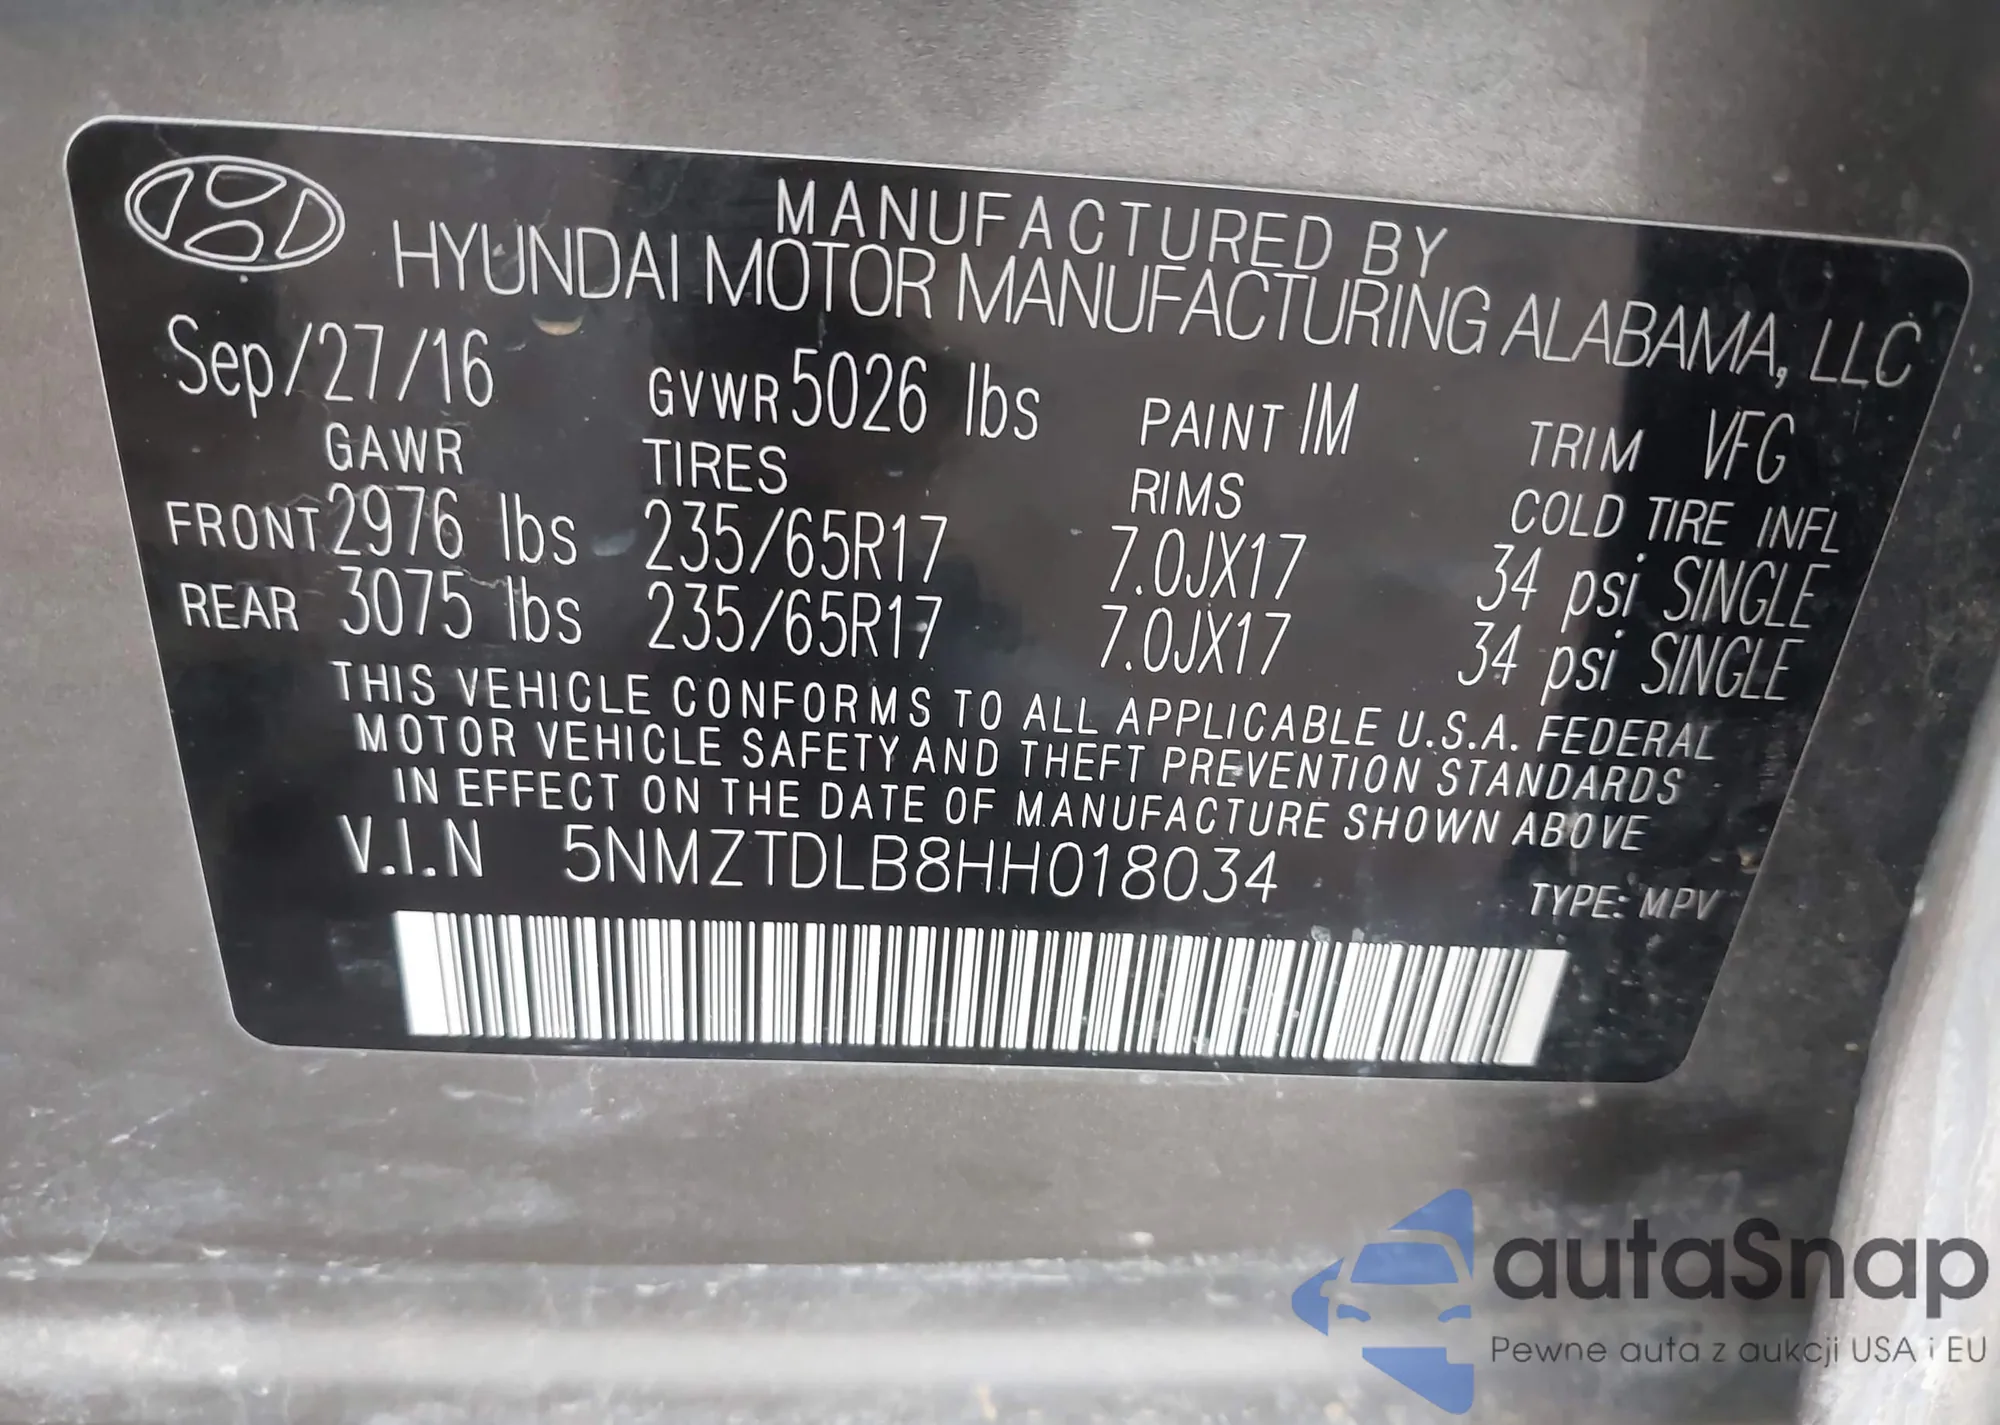 MANUFACTURED BY
HYUNDAI MOTOR MANUFACTURING ALABAMA, LLC
Sep/27/16 GVWR 5026 lbs PAINT IM TRIM VFG
GAWR TIRES RIMS COLD TIRE INFL
FRONT 2976 lbs 235/65R17 7.0JX17 34 psi SINGLE
REAR 3075 lbs 235/65R17 7.0JX17 34 psi SINGLE
THIS VEHICLE CONFORMS TO ALL APPLICABLE U.S.A. FEDERAL
MOTOR VEHICLE SAFETY AND THEFT PREVENTION STANDARDS
IN EFFECT ON THE DATE OF MANUFACTURE SHOWN ABOVE
V.I.N 5NMZTDLB8HH018034
TYPE: MPV
autaSnap
Pewne auta z aukcji USA i EU